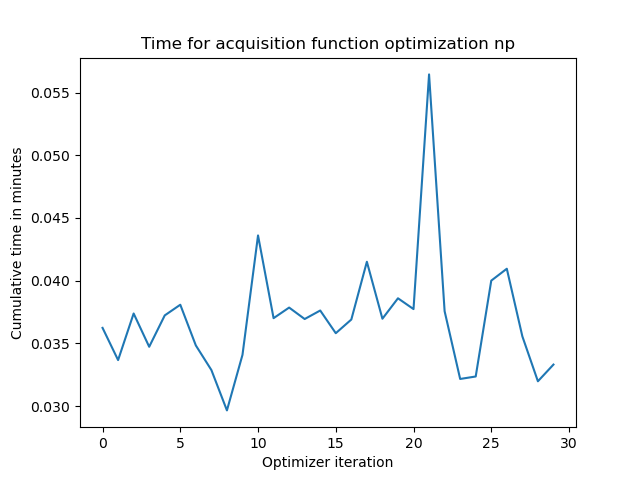 Time for acquisition function optimization np
Cumulative time in minutes
0.055
0.050
0.045
0.040
0.035
0.030
0 5 10 15 20 25 30
Optimizer iteration